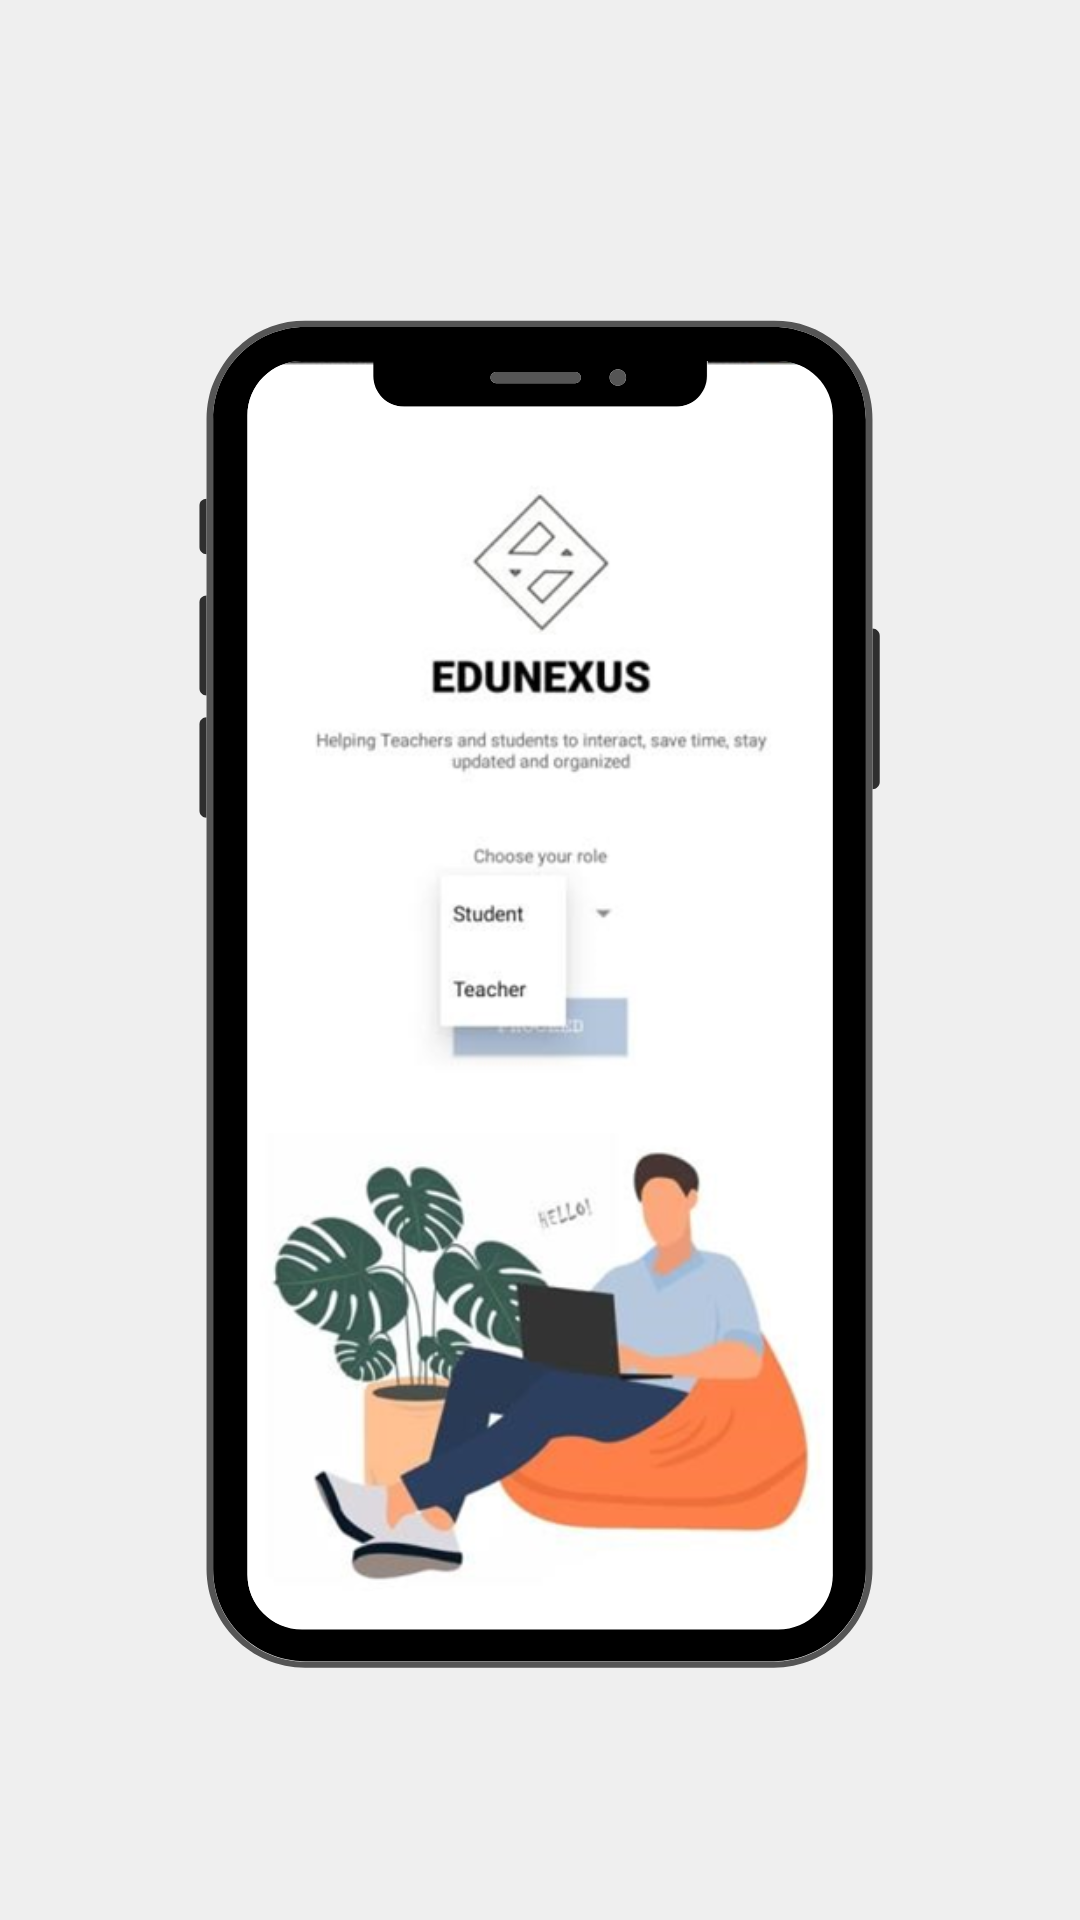 EDUNEXUS
Helping Teachers and students to interact, save time, stay
updated and organized
Choose your role
Student
Teacher
PROCEED
HELLO!